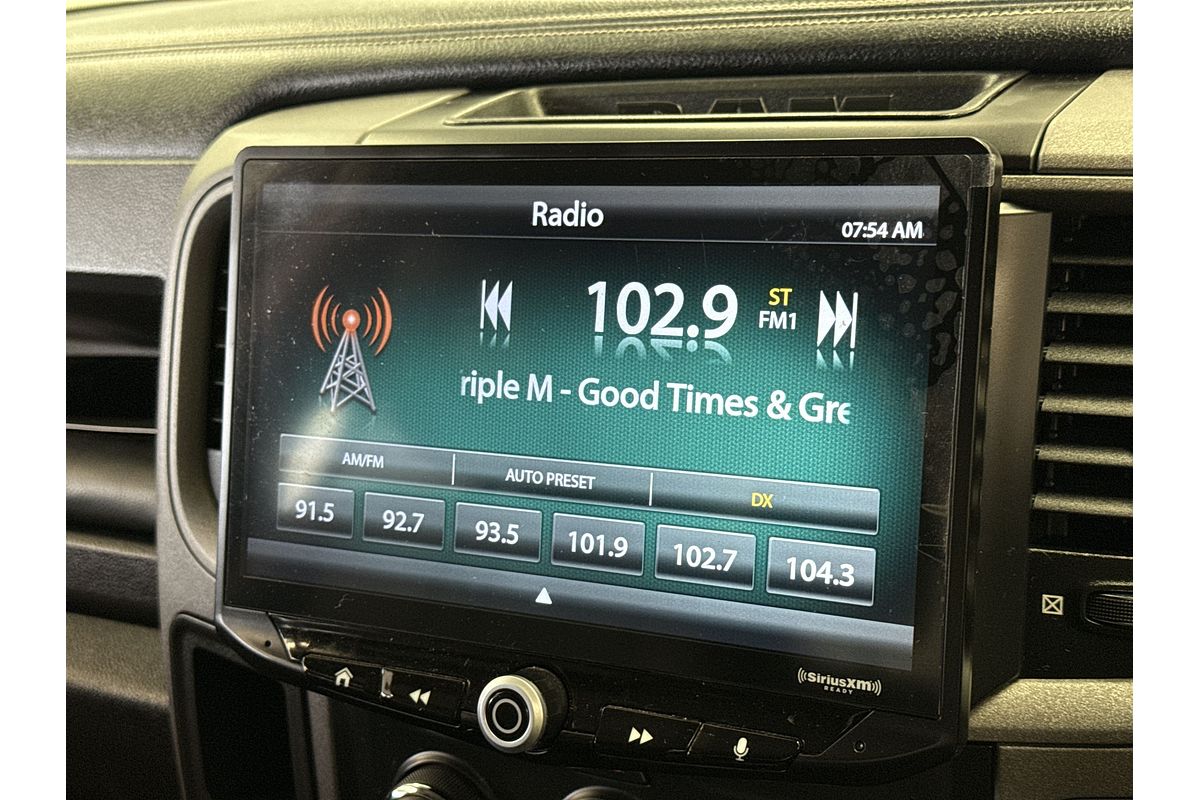 RAM
Radio
07:54 AM
102.9
ST
FM1
riple M - Good Times & Gre
AM/FM
AUTO PRESET
DX
91.5
92.7
93.5
101.9
102.7
104.3
SiriusXM
READY